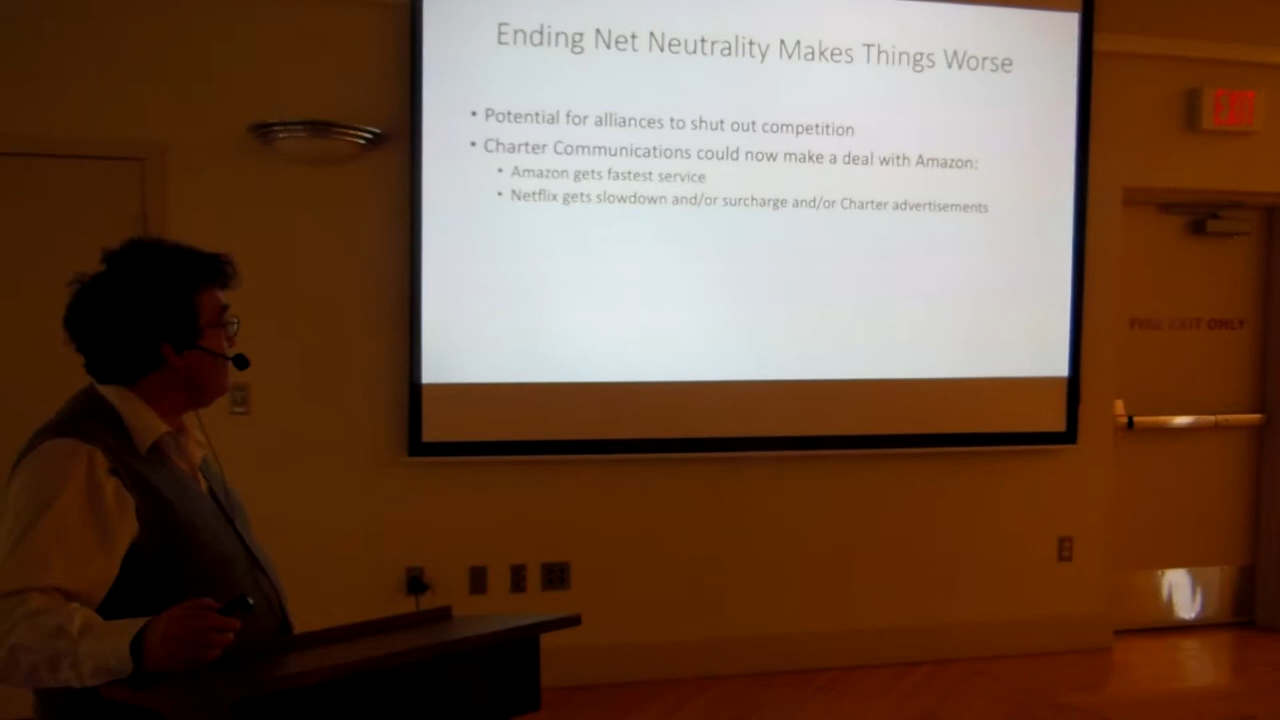 Ending Net Neutrality Makes Things Worse
• Potential for alliances to shut out competition
• Charter Communications could now make a deal with Amazon:
• Amazon gets fastest service
• Netflix gets slowdown and/or surcharge and/or Charter advertisements
EXIT
FIRE EXIT ONLY